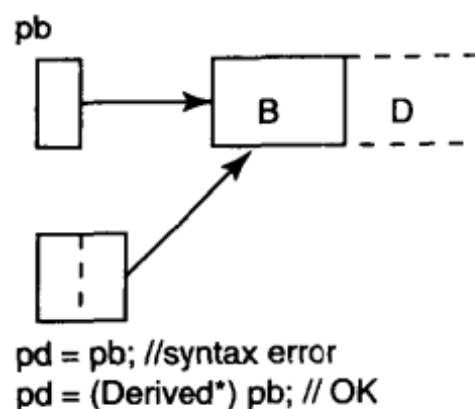 pb
B D
pd = pb; //syntax error
pd = (Derived*) pb; // OK